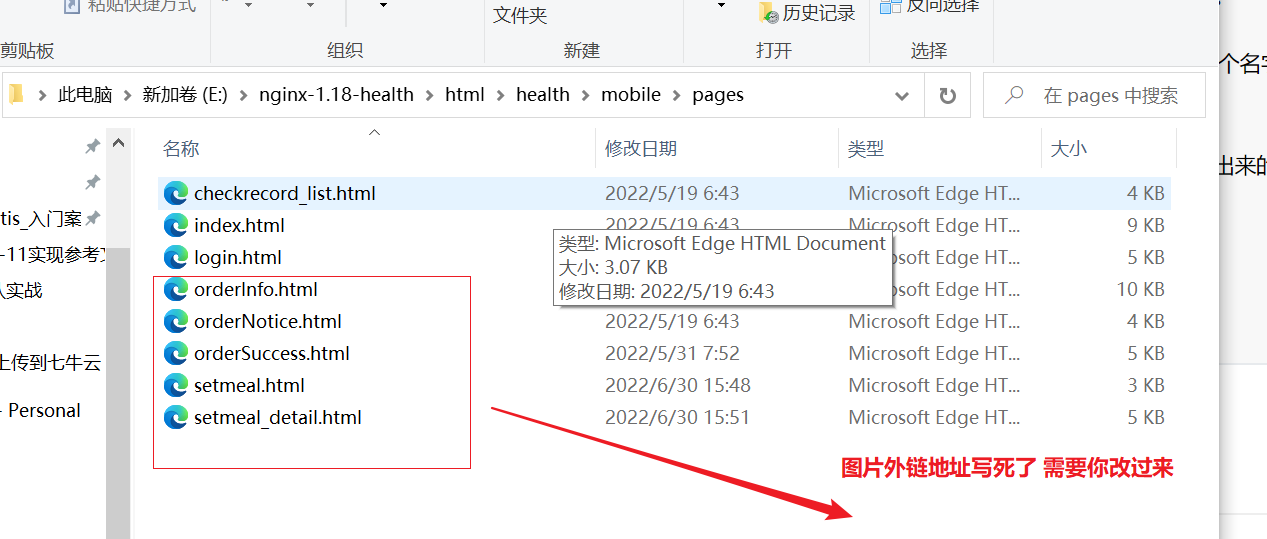 粘贴快捷方式
文件夹
历史记录
反向选择
剪贴板
组织
新建
打开
选择
此电脑
新加卷 (E:)
nginx-1.18-health
html
health
mobile
pages
在 pages 中搜索
个名字
出来的
名称
修改日期
类型
大小
checkrecord_list.html
2022/5/19 6:43
Microsoft Edge HT...
4 KB
index.html
2022/5/19 6:43
Microsoft Edge HT...
9 KB
login.html
5 KB
orderInfo.html
10 KB
orderNotice.html
2022/5/19 6:43
Microsoft Edge HT...
4 KB
orderSuccess.html
2022/5/31 7:52
Microsoft Edge HT...
5 KB
setmeal.html
2022/6/30 15:48
Microsoft Edge HT...
3 KB
setmeal_detail.html
2022/6/30 15:51
Microsoft Edge HT...
5 KB
类型: Microsoft Edge HTML Document
大小: 3.07 KB
修改日期: 2022/5/19 6:43
tis_入门案
-11实现参考文
入实战
上传到七牛云
- Personal
图片外链地址写死了 需要你改过来